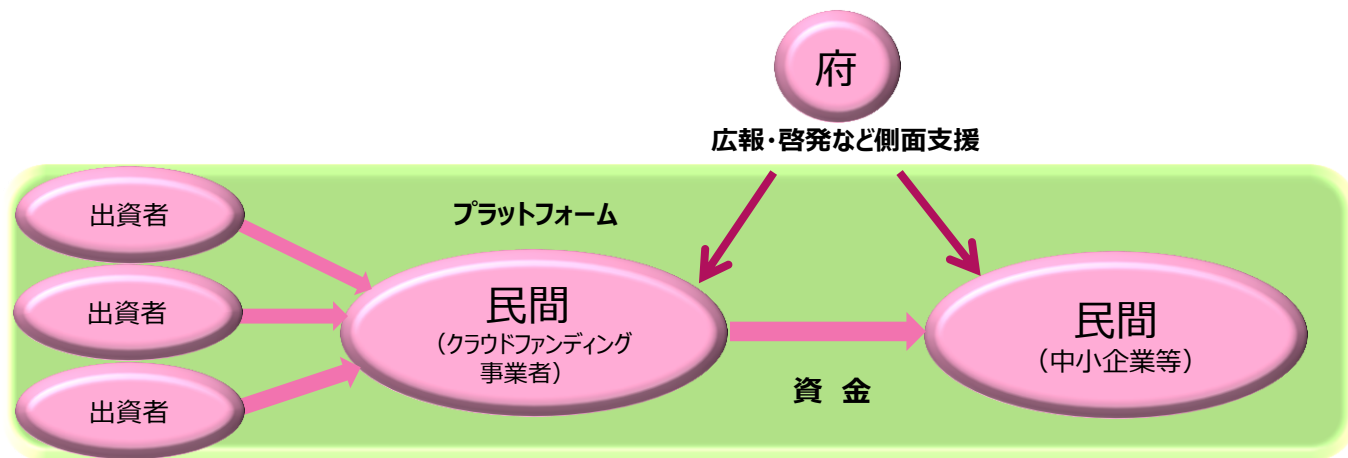 府
広報・啓発など側面支援
出資者
プラットフォーム
出資者
民間
（クラウドファンディング
事業者）
民間
（中小企業等）
資 金
出資者